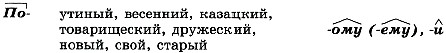 По- утиный, весенний, казацкий, -ому (-ему), -и
товарищеский, дружеский,
новый, свой, старый